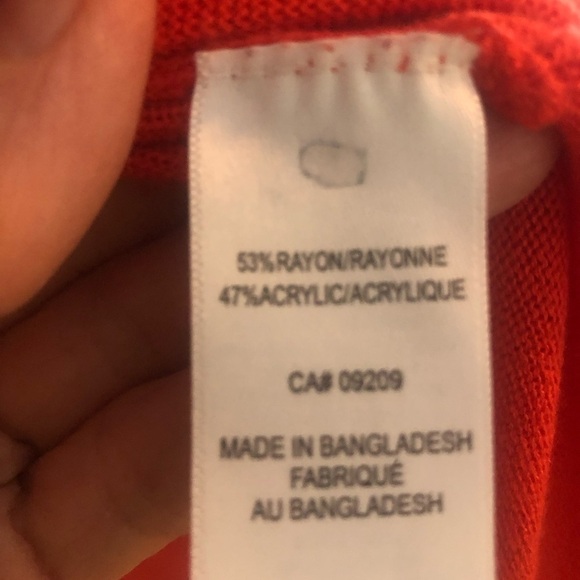 53%RAYON/RAYONNE
47%ACRYLIC/ACRYLIQUE
CA# 09209
MADE IN BANGLADESH
FABRIQUÉ
AU BANGLADESH